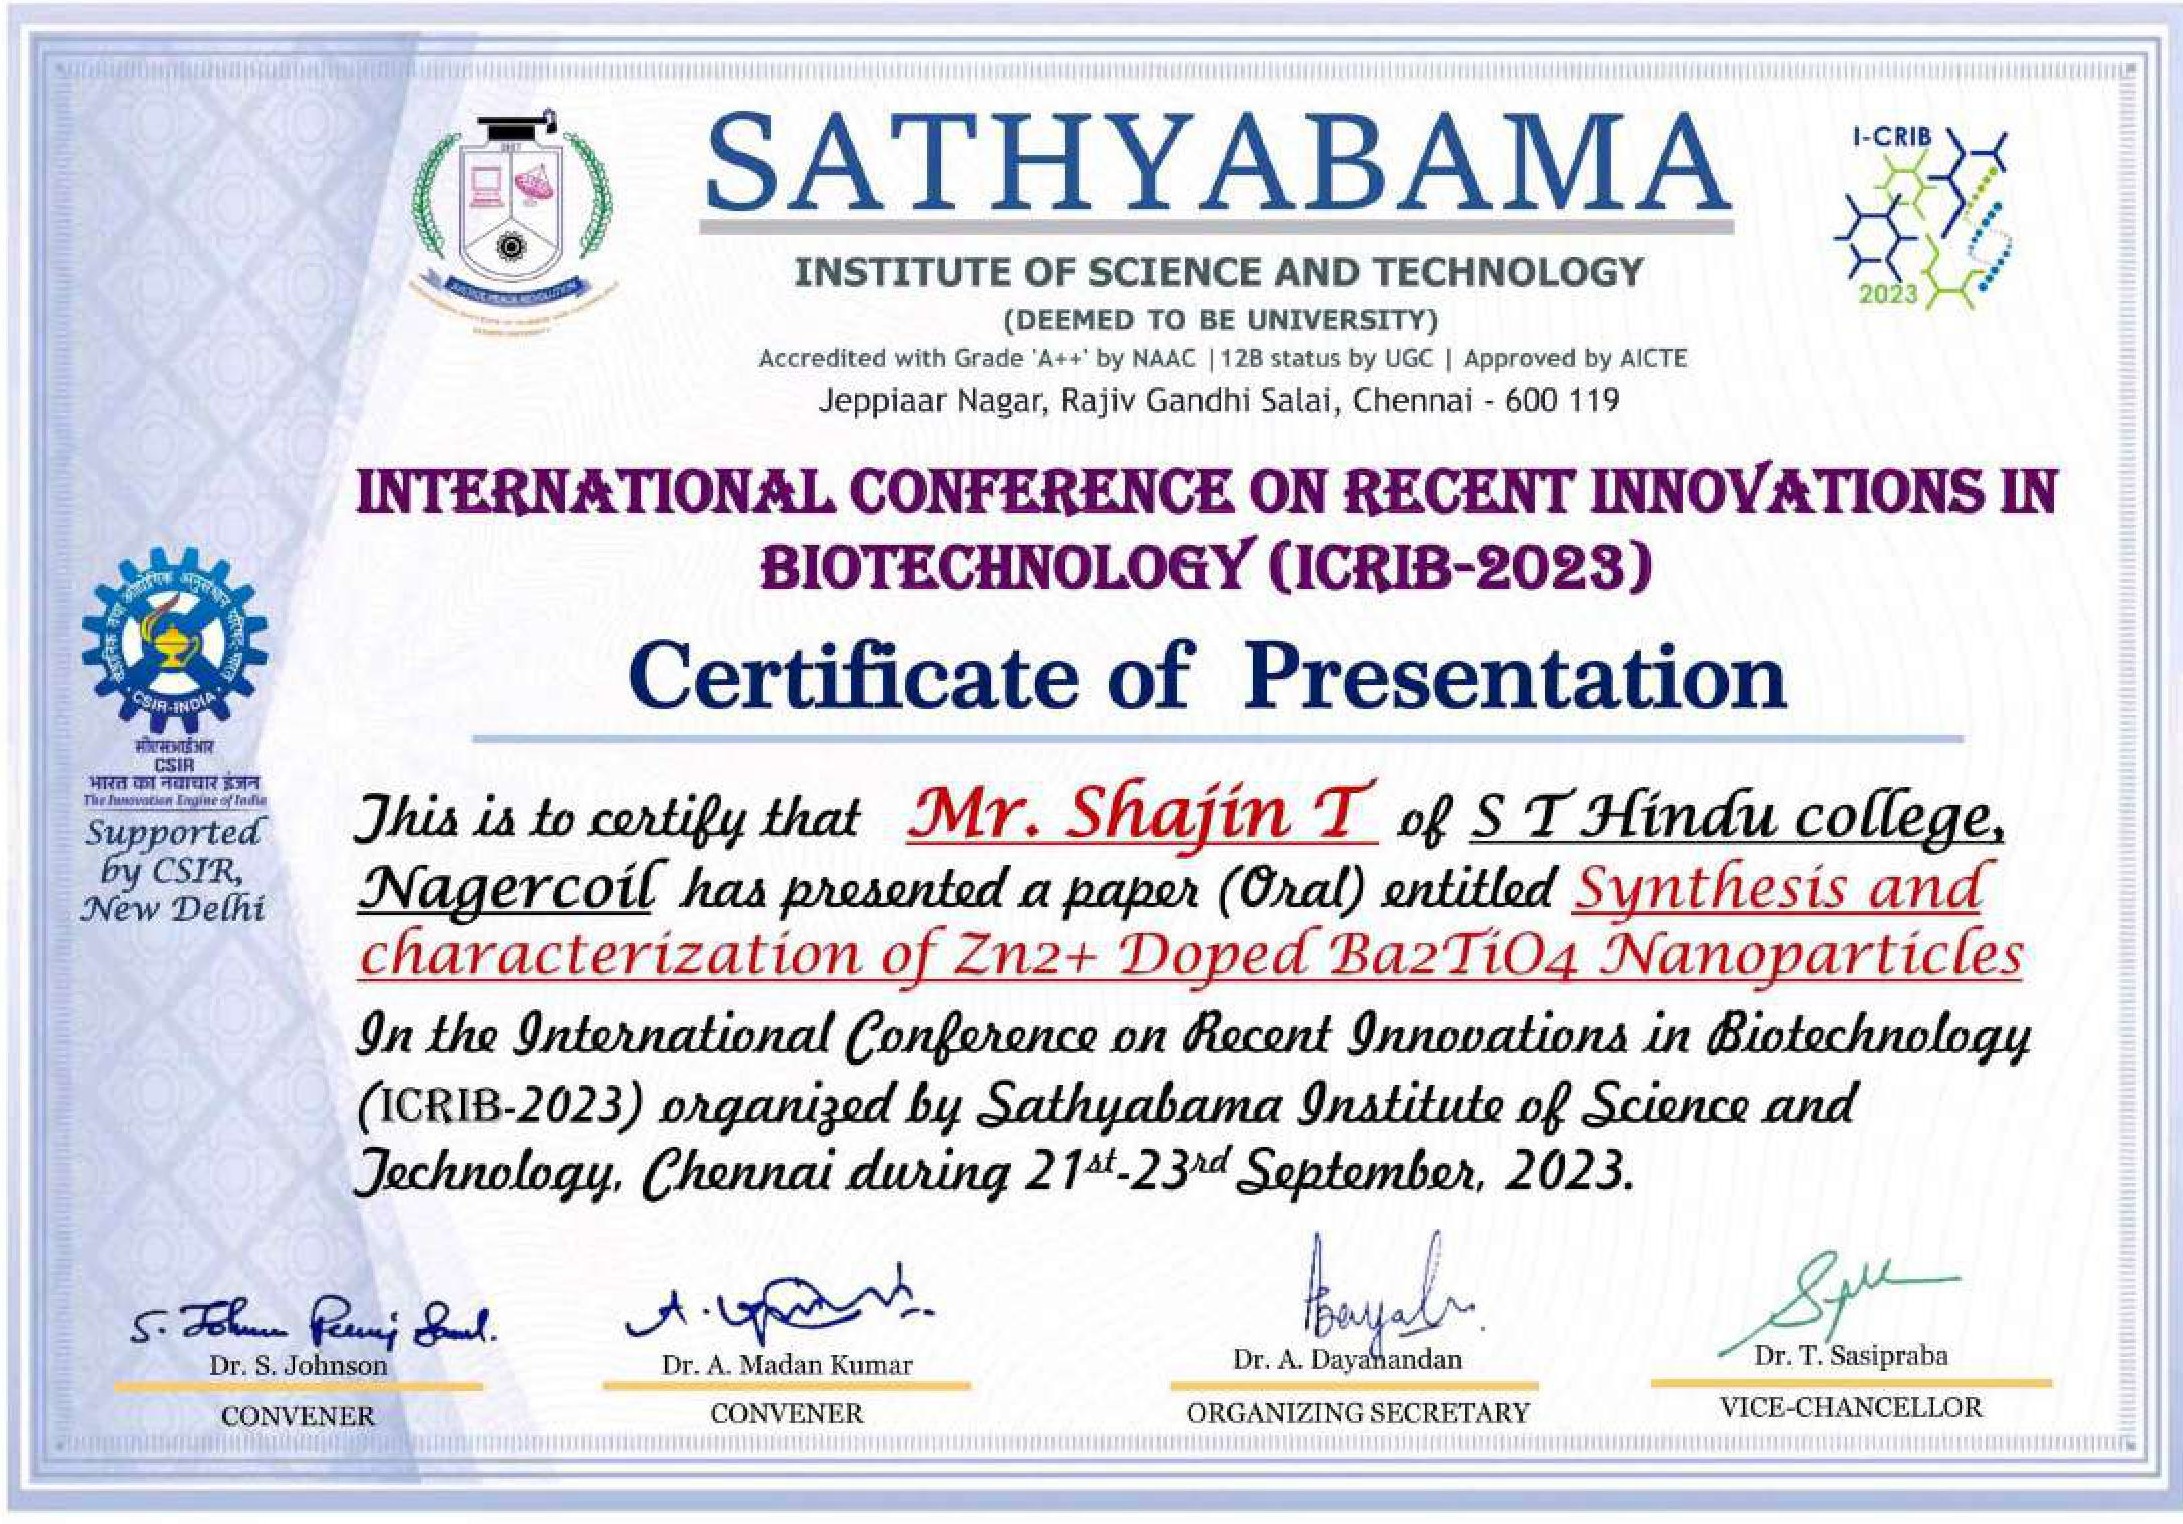 SATHYABAMA
INSTITUTE OF SCIENCE AND TECHNOLOGY
(DEEMED TO BE UNIVERSITY)
Accredited with Grade 'A++' by NAAC | 12B status by UGC | Approved by AICTE
Jeppiaar Nagar, Rajiv Gandhi Salai, Chennai - 600 119
I-CRIB
2023
INTERNATIONAL CONFERENCE ON RECENT INNOVATIONS IN
BIOTECHNOLOGY (ICRIB-2023)
Certificate of Presentation
CSIR-INDIA
सीएसआईआर
CSIR
भारत का नवाचार इंजन
The Innovation Engine of India
Supported
by CSIR,
New Delhi
This is to certify that Mr. Shajin T of S T Hindu college,
Nagercoil has presented a paper (Oral) entitled Synthesis and
characterization of Zn2+ Doped Ba2TiO4 Nanoparticles
In the International Conference on Recent Innovations in Biotechnology
(ICRIB-2023) organized by Sathyabama Institute of Science and
Technology, Chennai during 21st-23rd September, 2023.
Dr. S. Johnson
CONVENER
Dr. A. Madan Kumar
CONVENER
Dr. A. Dayanandan
ORGANIZING SECRETARY
Dr. T. Sasipraba
VICE-CHANCELLOR